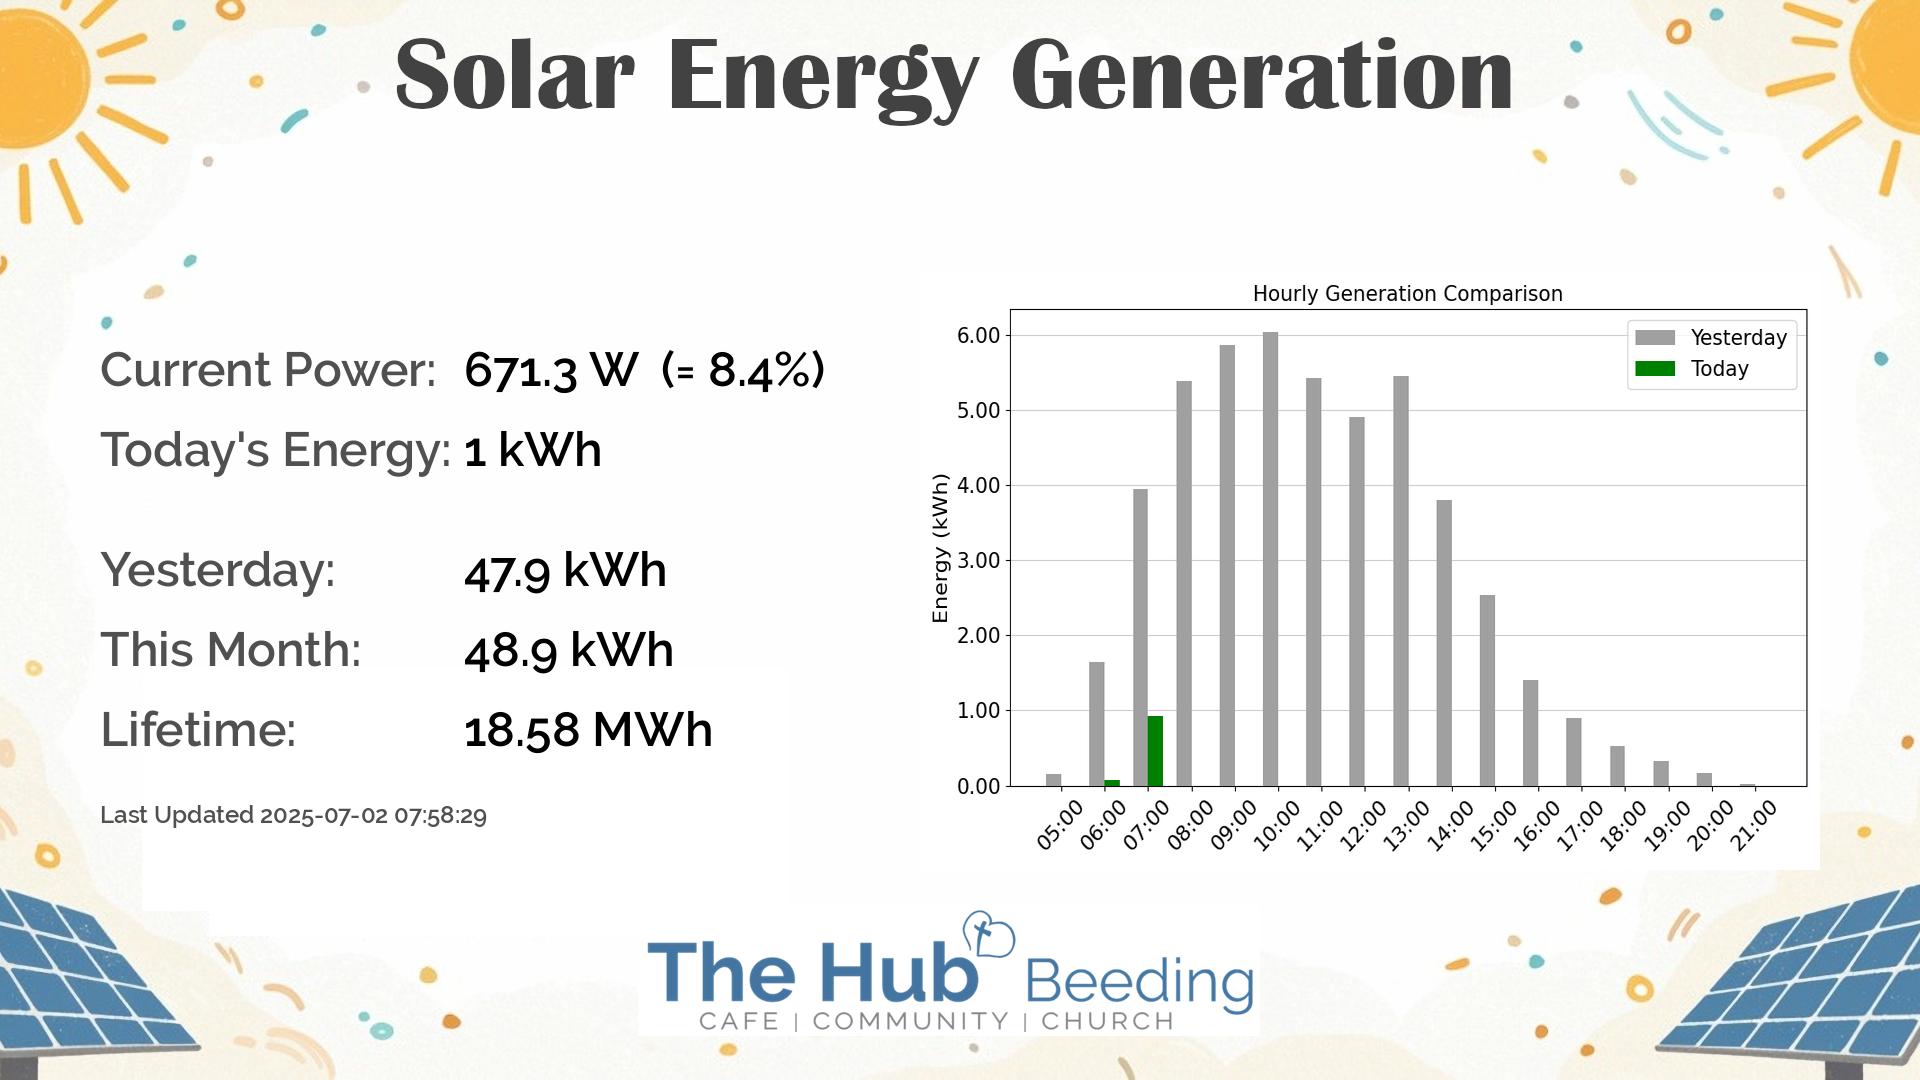 Solar Energy Generation
Current Power: 671.3 W (= 8.4%)
Today's Energy: 1 kWh
Yesterday: 47.9 kWh
This Month: 48.9 kWh
Lifetime: 18.58 MWh
Last Updated 2025-07-02 07:58:29
Hourly Generation Comparison
Yesterday
Today
Energy (kWh)
6.00
5.00
4.00
3.00
2.00
1.00
0.00
05:00 06:00 07:00 08:00 09:00 10:00 11:00 12:00 13:00 14:00 15:00 16:00 17:00 18:00 19:00 20:00 21:00
The Hub Beeding
CAFE | COMMUNITY | CHURCH